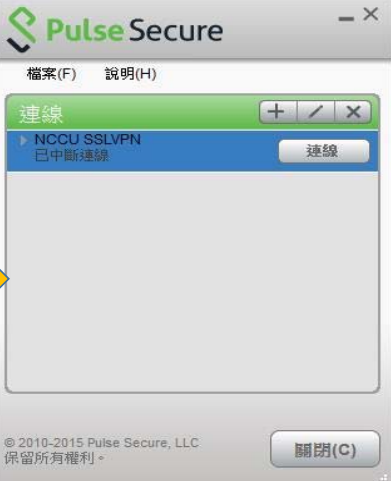 Pulse Secure
檔案(F) 說明(H)
連線
NCCU SSLVPN
已中斷連線
連線
© 2010-2015 Pulse Secure, LLC
保留所有權利。
關閉(C)